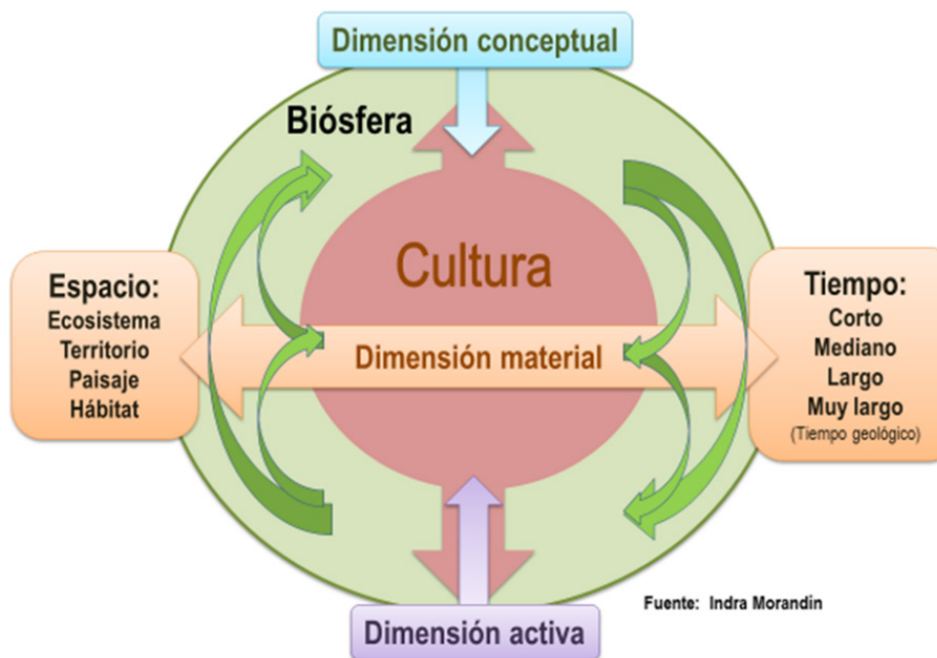 Dimensión conceptual
Biósfera
Cultura
Espacio:
Ecosistema
Territorio
Paisaje
Hábitat
Dimensión material
Tiempo:
Corto
Mediano
Largo
Muy largo
(Tiempo geológico)
Fuente: Indra Morandin
Dimensión activa